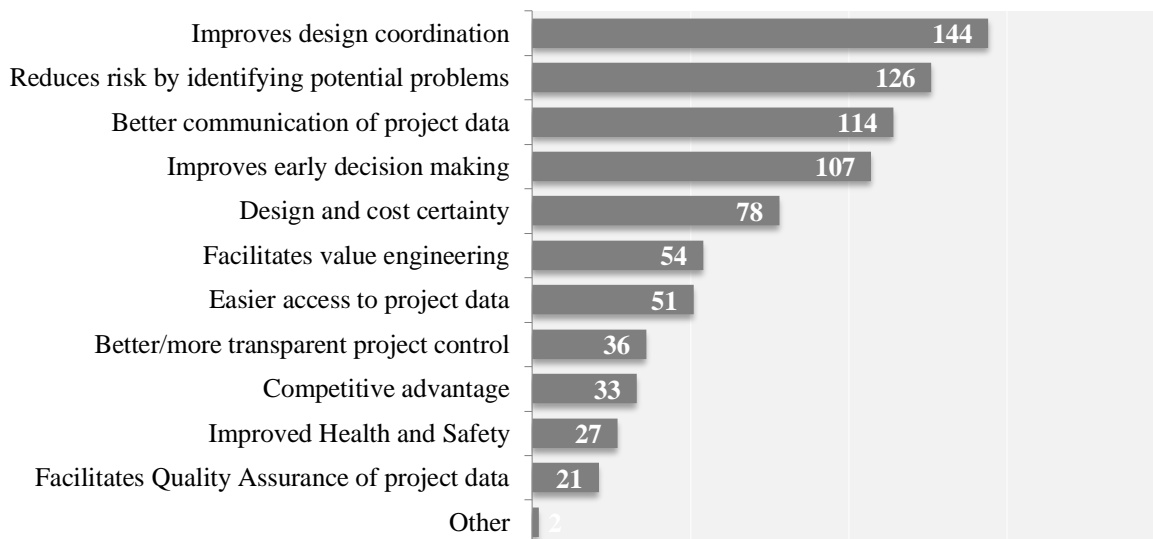 Improves design coordination 144
Reduces risk by identifying potential problems 126
Better communication of project data 114
Improves early decision making 107
Design and cost certainty 78
Facilitates value engineering 54
Easier access to project data 51
Better/more transparent project control 36
Competitive advantage 33
Improved Health and Safety 27
Facilitates Quality Assurance of project data 21
Other 2